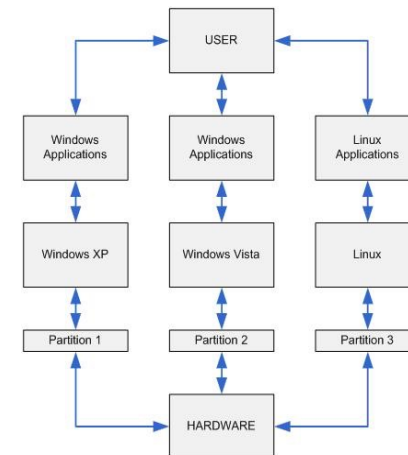 USER
Windows
Applications
Windows
Applications
Linux
Applications
Windows XP
Windows Vista
Linux
Partition 1
Partition 2
Partition 3
HARDWARE